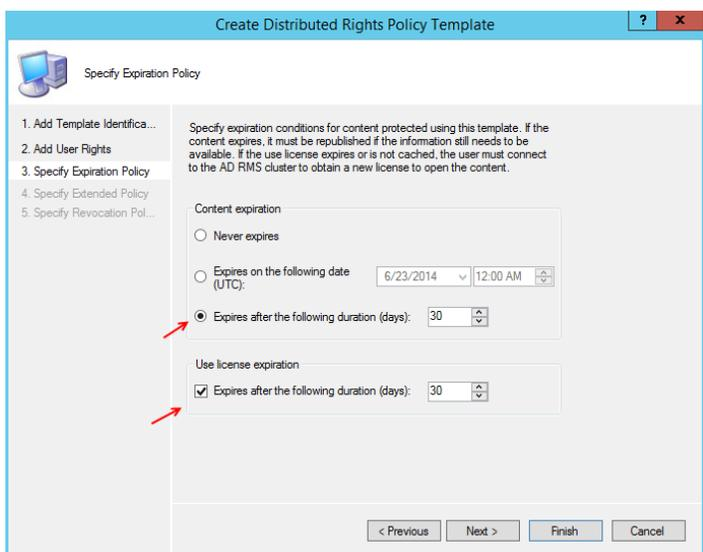 Create Distributed Rights Policy Template
? x
Specify Expiration Policy
1. Add Template Identifica...
2. Add User Rights
3. Specify Expiration Policy
4. Specify Extended Policy
5. Specify Revocation Pol...
Specify expiration conditions for content protected using this template. If the
content expires, it must be republished if the information still needs to be
available. If the use license expires or is not cached, the user must connect
to the AD RMS cluster to obtain a new license to open the content.
Content expiration
Never expires
Expires on the following date
(UTC):
6/23/2014
12:00 AM
Expires after the following duration (days):
30
Use license expiration
Expires after the following duration (days):
30
< Previous
Next >
Finish
Cancel